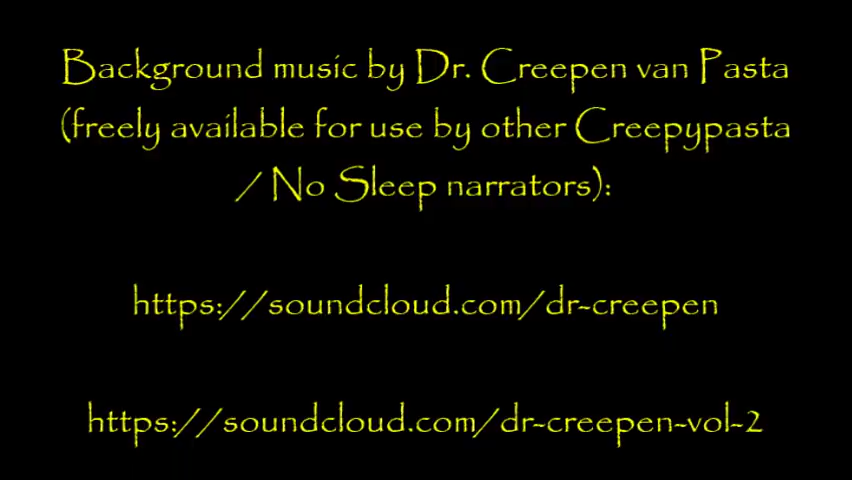 Background music by Dr. Creepen van Pasta
(freely available for use by other Creepypasta
/ No Sleep narrators):
https://soundcloud.com/dr-creepen
https://soundcloud.com/dr-creepen-vol-2